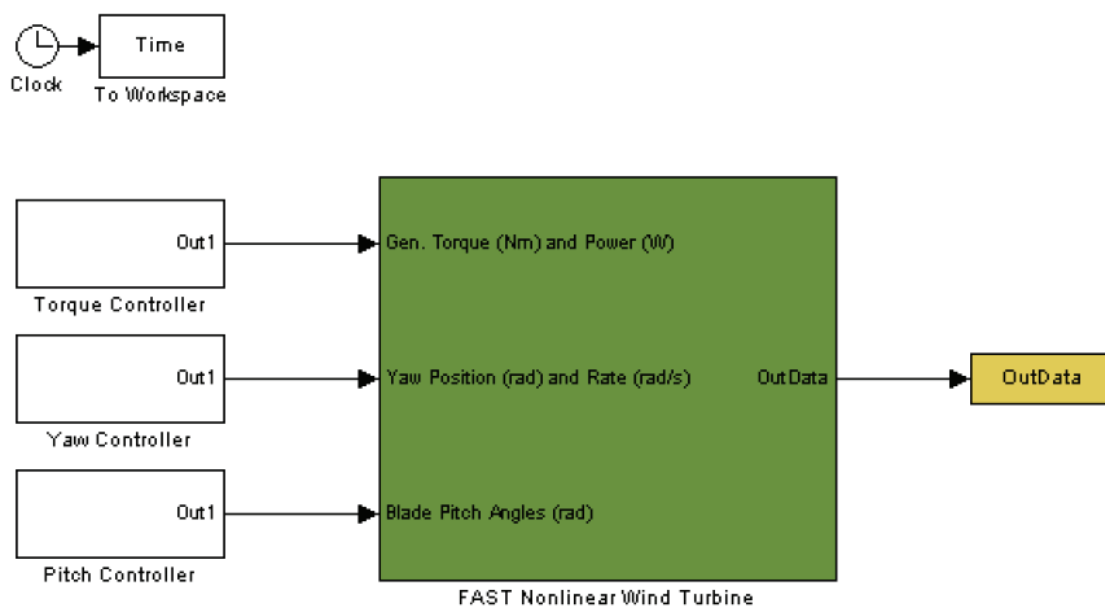 Time
Clock
To Workspace
Out1
Gen. Torque (Nm) and Power (W)
Torque Controller
Out1
Yaw Position (rad) and Rate (rad/s)
OutData
OutData
Yaw Controller
Out1
Blade Pitch Angles (rad)
Pitch Controller
FAST Nonlinear Wind Turbine